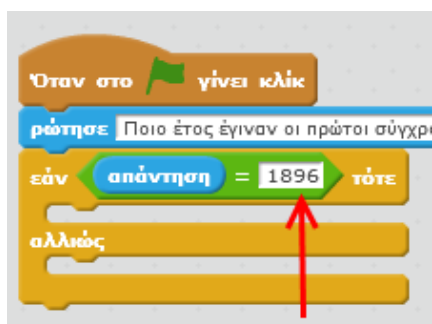 Όταν στο γίνει κλικ
ρώτησε Ποιο έτος έγιναν οι πρώτοι σύγχρ
εάν απάντηση = 1896 τότε
αλλιώς